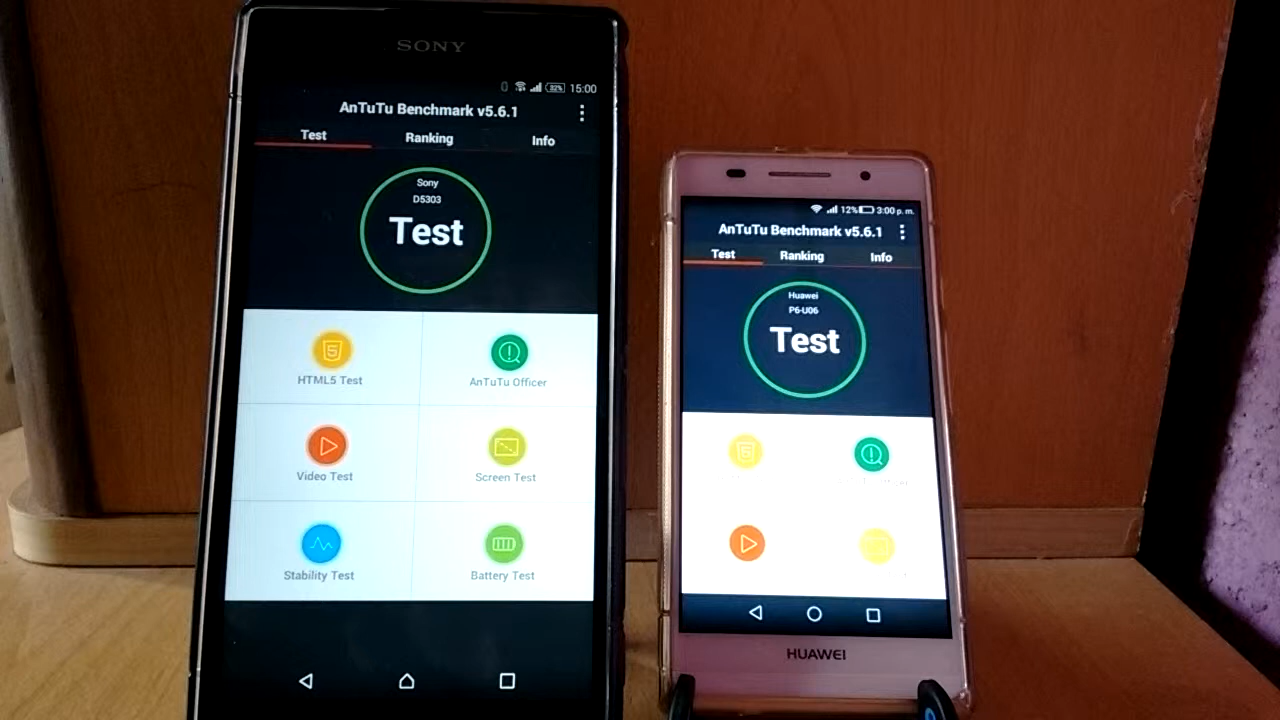 SONY
32% 15:00
AnTuTu Benchmark v5.6.1
Test Ranking Info
Sony
D5303
Test
HTML5 Test AnTuTu Officer
Video Test Screen Test
Stability Test Battery Test
12% 3:00 p. m.
AnTuTu Benchmark v5.6.1
Test Ranking Info
Huawei
P6-U06
Test
HUAWEI